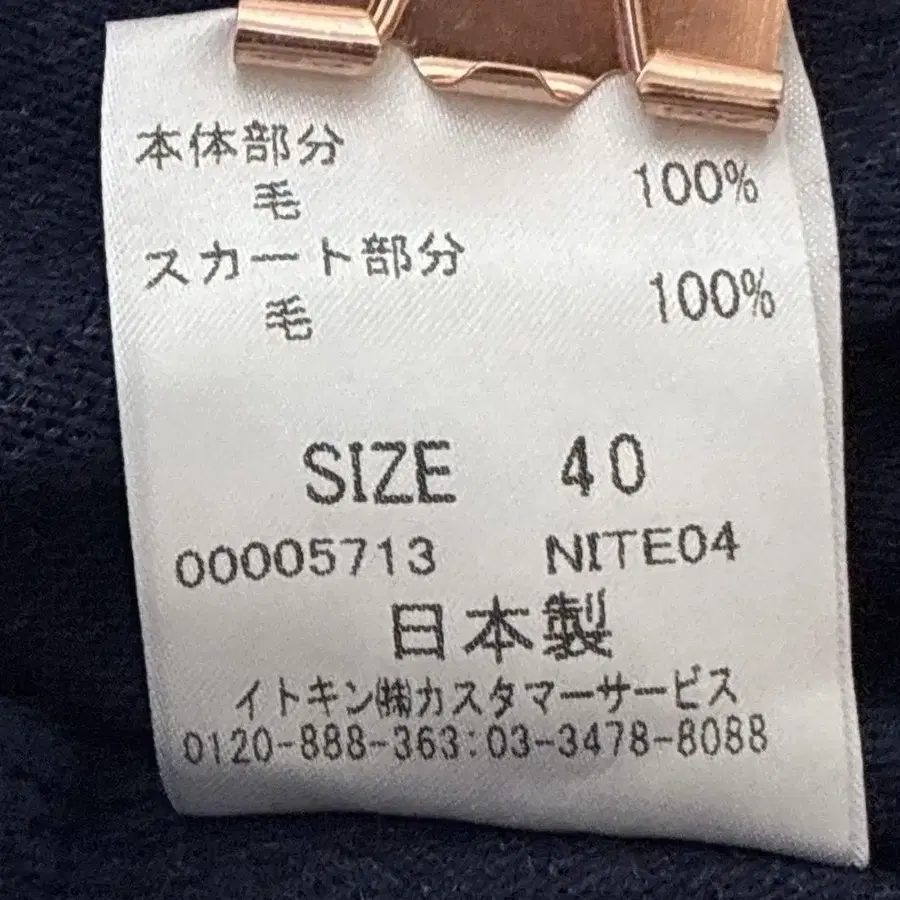 本体部分
毛 100%
スカート部分
毛 100%
SIZE 40
00005713 NITE04
日本製
イトキン㈱カスタマーサービス
0120-888-363:03-3478-8088